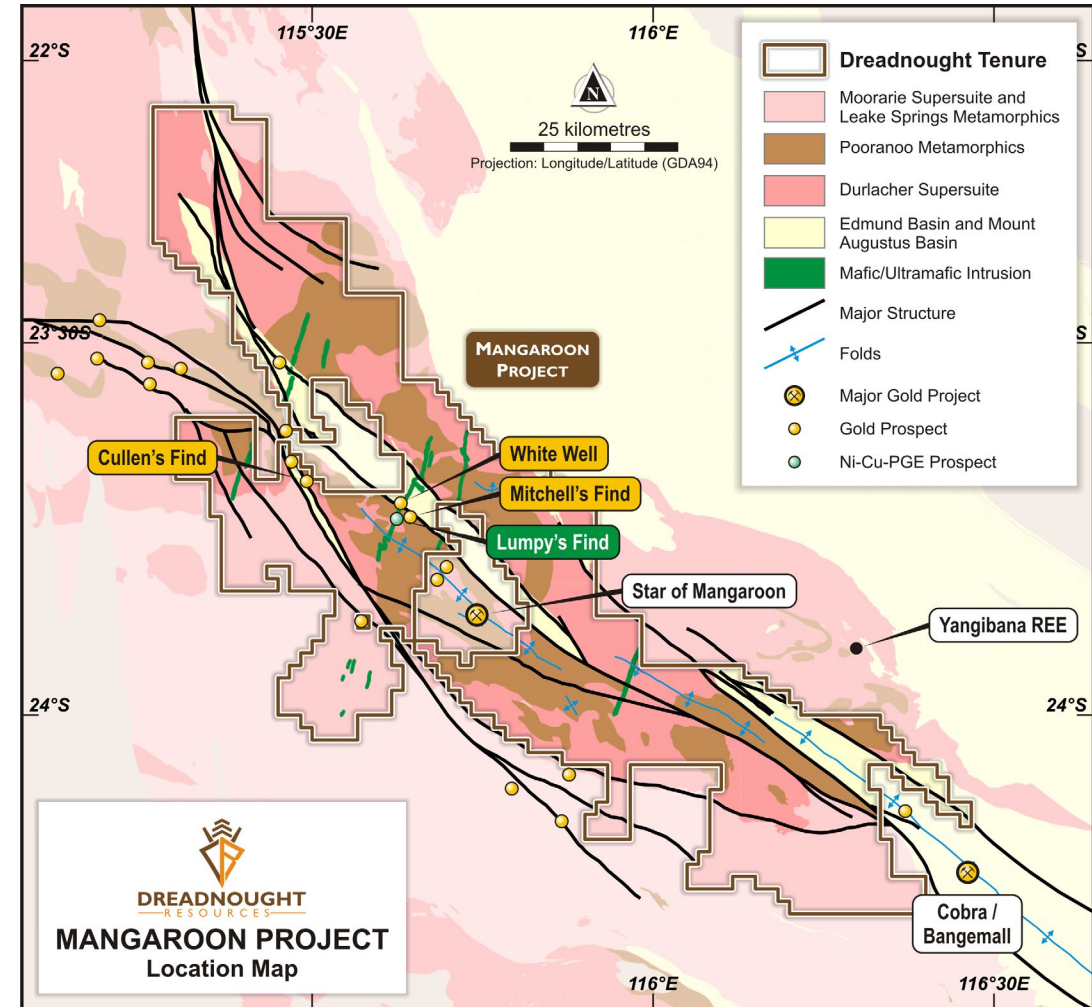 115°30E
116°E
22°S
S
N
25 kilometres
Projection: Longitude/Latitude (GDA94)
Dreadnought Tenure
Moorarie Supersuite and
Leake Springs Metamorphics
Pooranoo Metamorphics
Durlacher Supersuite
Edmund Basin and Mount
Augustus Basin
Mafic/Ultramafic Intrusion
Major Structure
Folds
Major Gold Project
Gold Prospect
Ni-Cu-PGE Prospect
23°30S
S
MANGAROON
PROJECT
Cullen's Find
White Well
Mitchell's Find
Lumpy's Find
Star of Mangaroon
Yangibana REE
24°S
24°S
Cobra /
Bangemall
DREADNOUGHT
RESOURCES
MANGAROON PROJECT
Location Map
116°E
116°30E